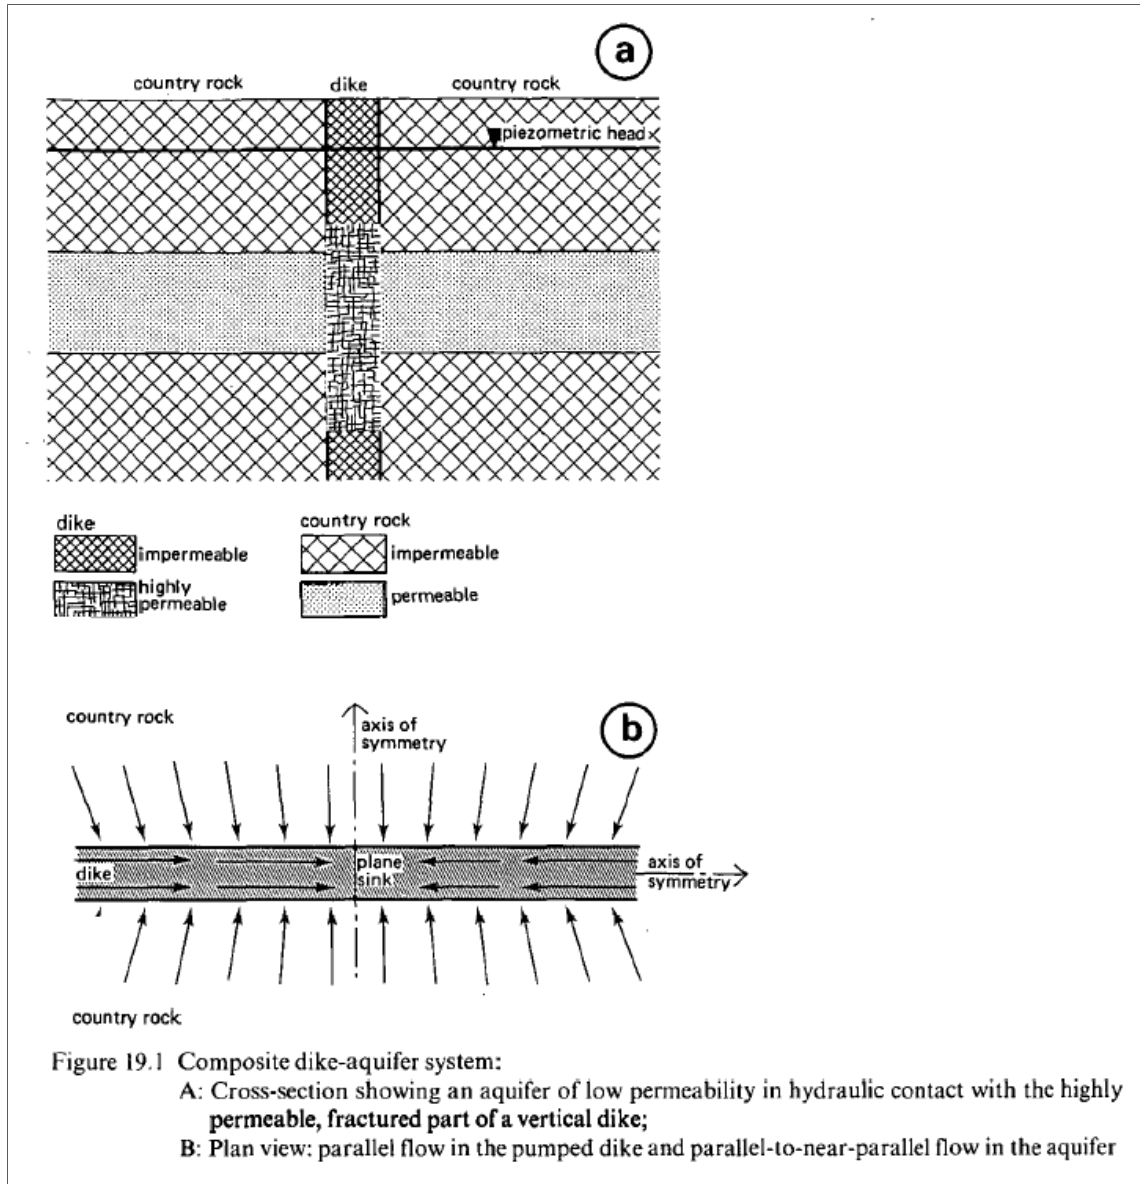 a
country rock
dike
country rock
piezometric head
dike
impermeable
highly
permeable
country rock
impermeable
permeable
b
country rock
axis of
symmetry
plane
sink
dike
axis of
symmetry
country rock
Figure 19.1 Composite dike-aquifer system:
A: Cross-section showing an aquifer of low permeability in hydraulic contact with the highly
permeable, fractured part of a vertical dike;
B: Plan view: parallel flow in the pumped dike and parallel-to-near-parallel flow in the aquifer